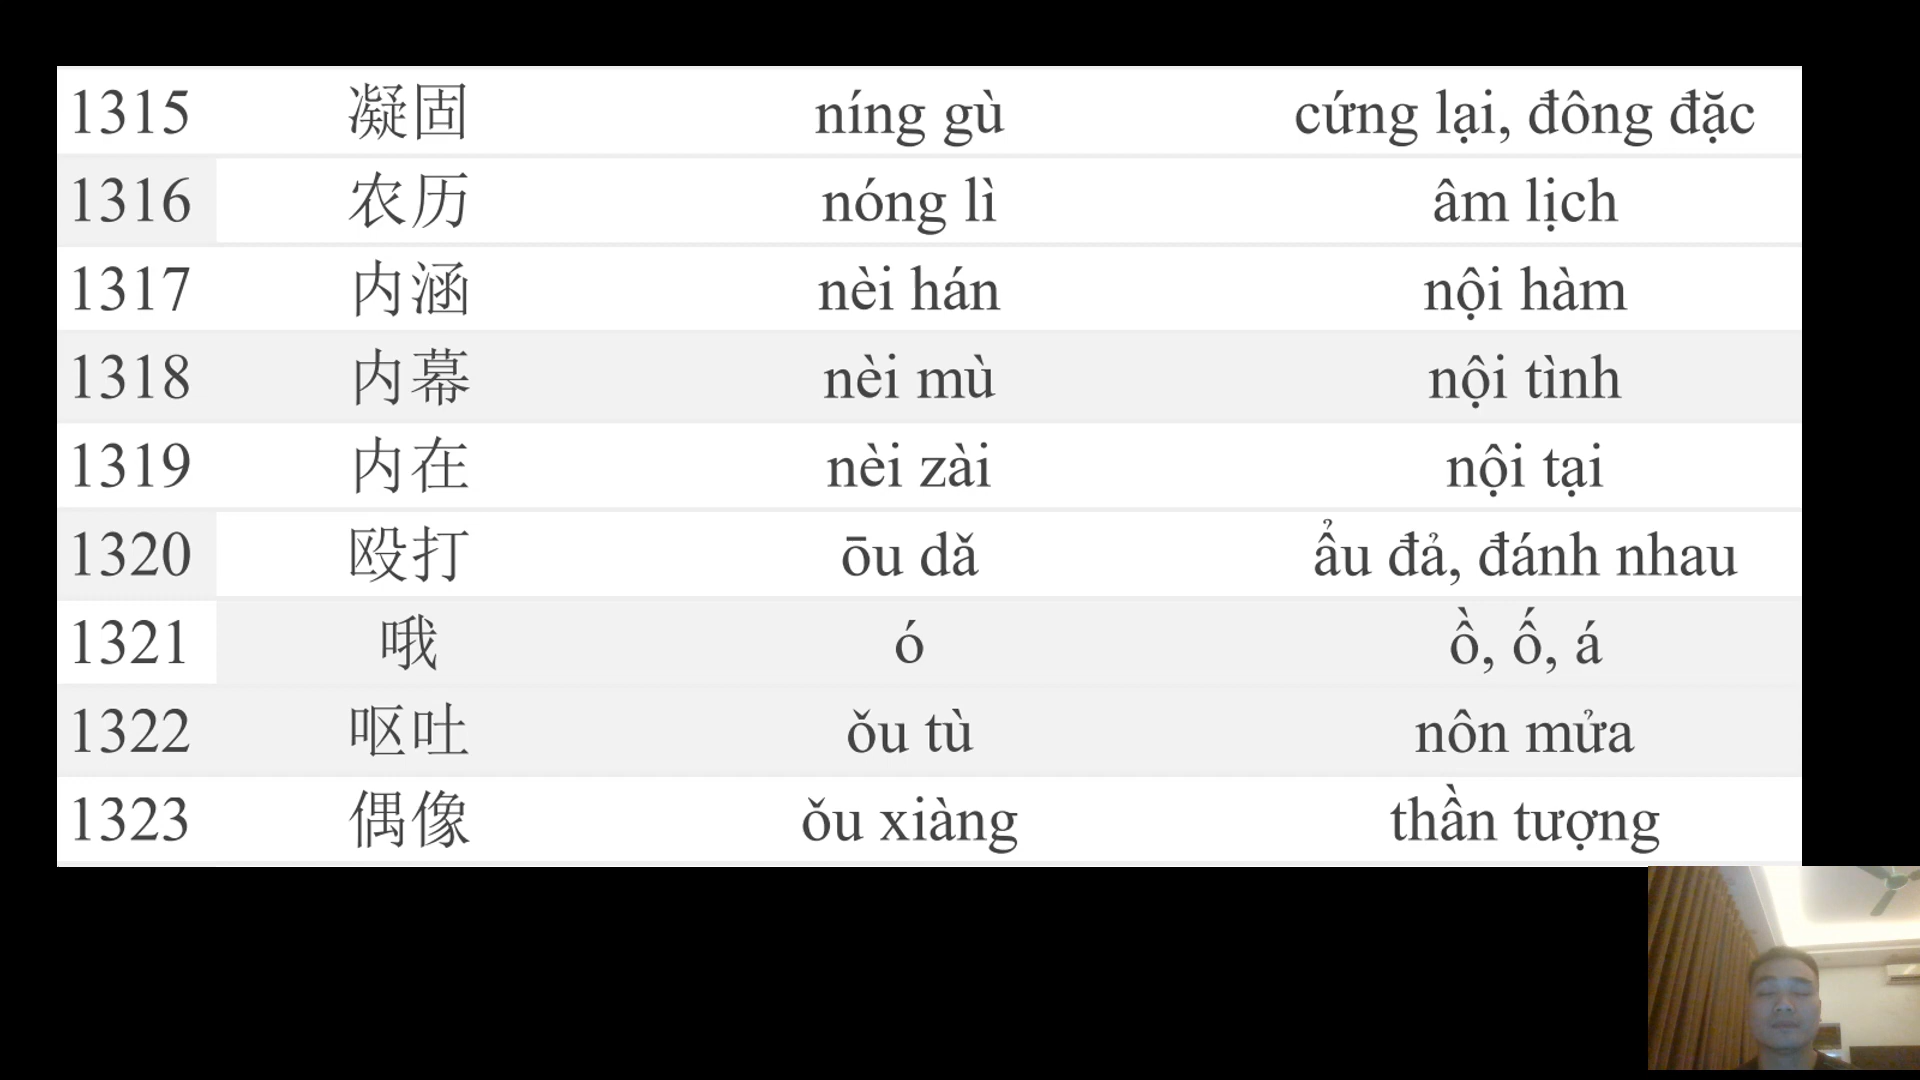 1315 凝固 níng gù cứng lại, đông đặc
1316 农历 nóng lì âm lịch
1317 内涵 nèi hán nội hàm
1318 内幕 nèi mù nội tình
1319 内在 nèi zài nội tại
1320 殴打 ōu dǎ ẩu đả, đánh nhau
1321 哦 ó ồ, ố, á
1322 呕吐 ǒu tù nôn mửa
1323 偶像 ǒu xiàng thần tượng